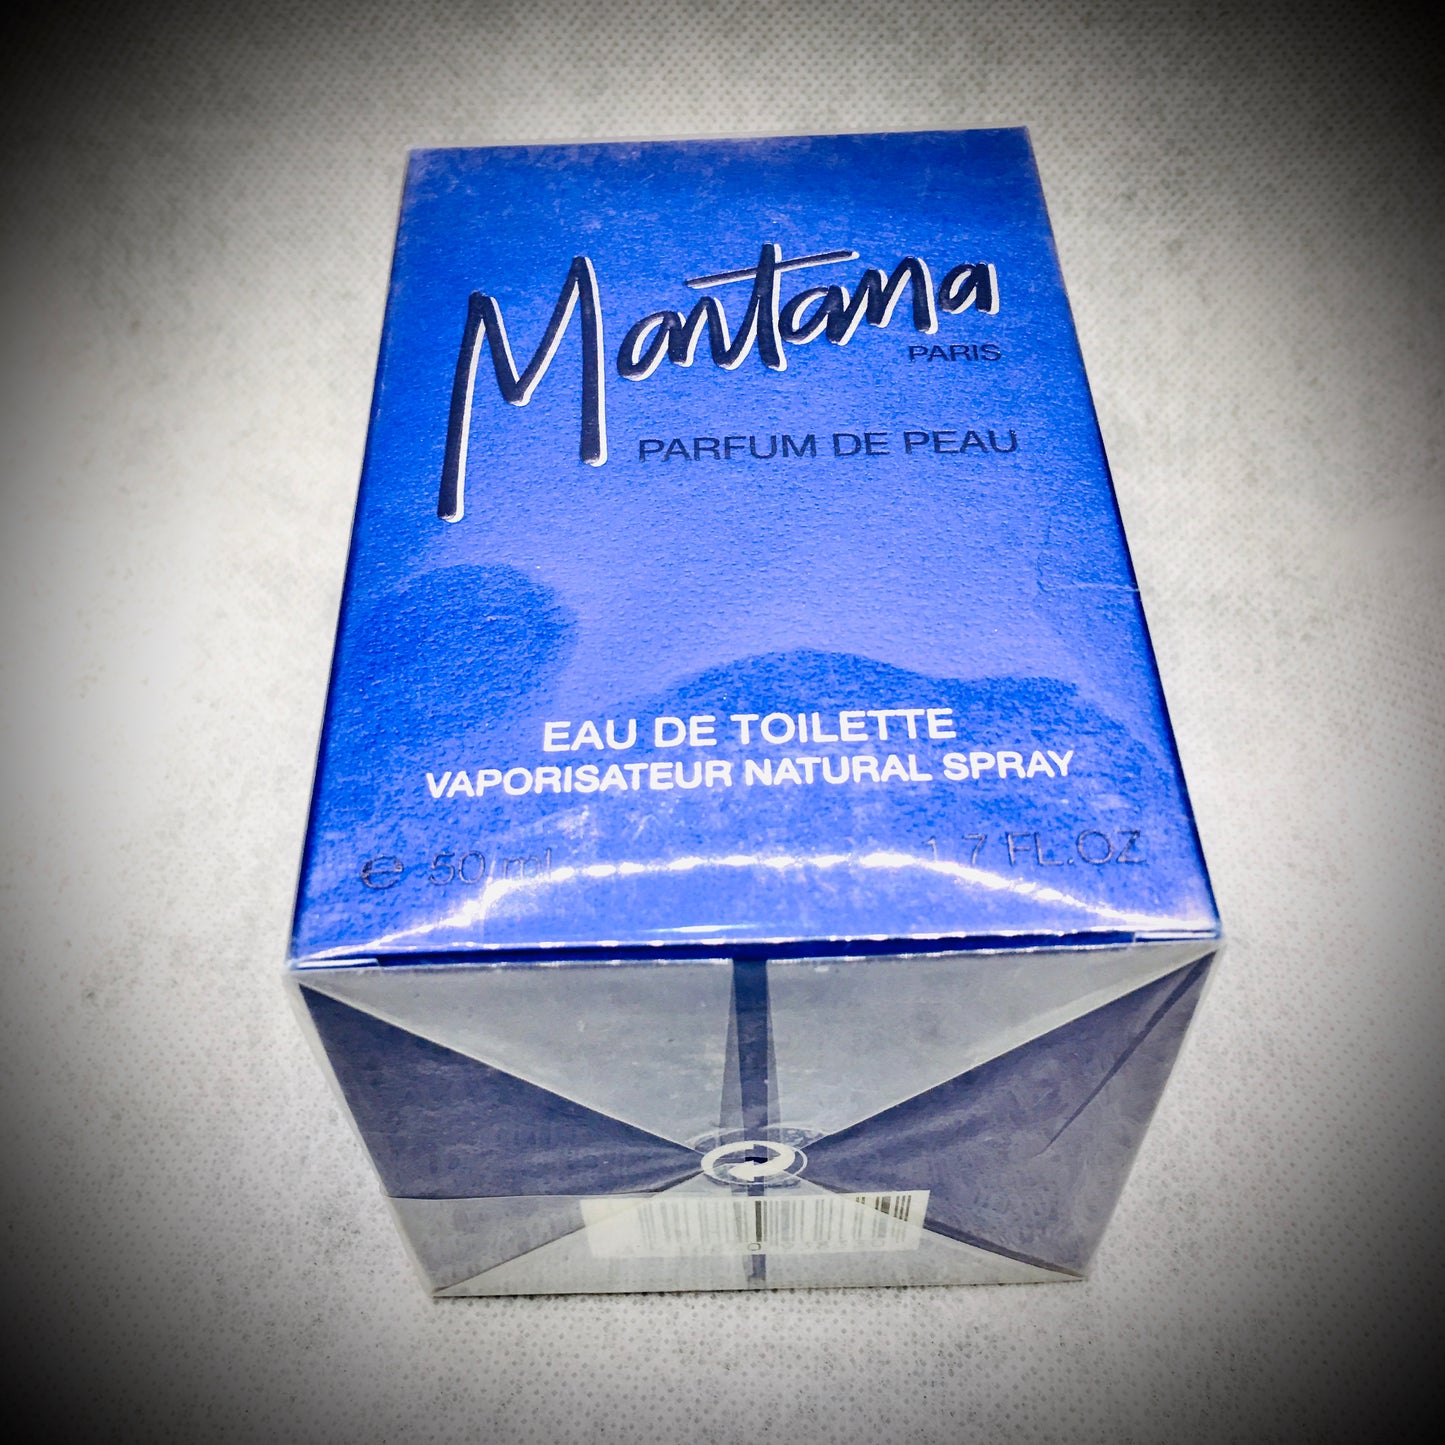 Montana
PARIS
PARFUM DE PEAU
EAU DE TOILETTE
VAPORISATEUR NATURAL SPRAY
℮ 50 ml 1.7 FL.OZ